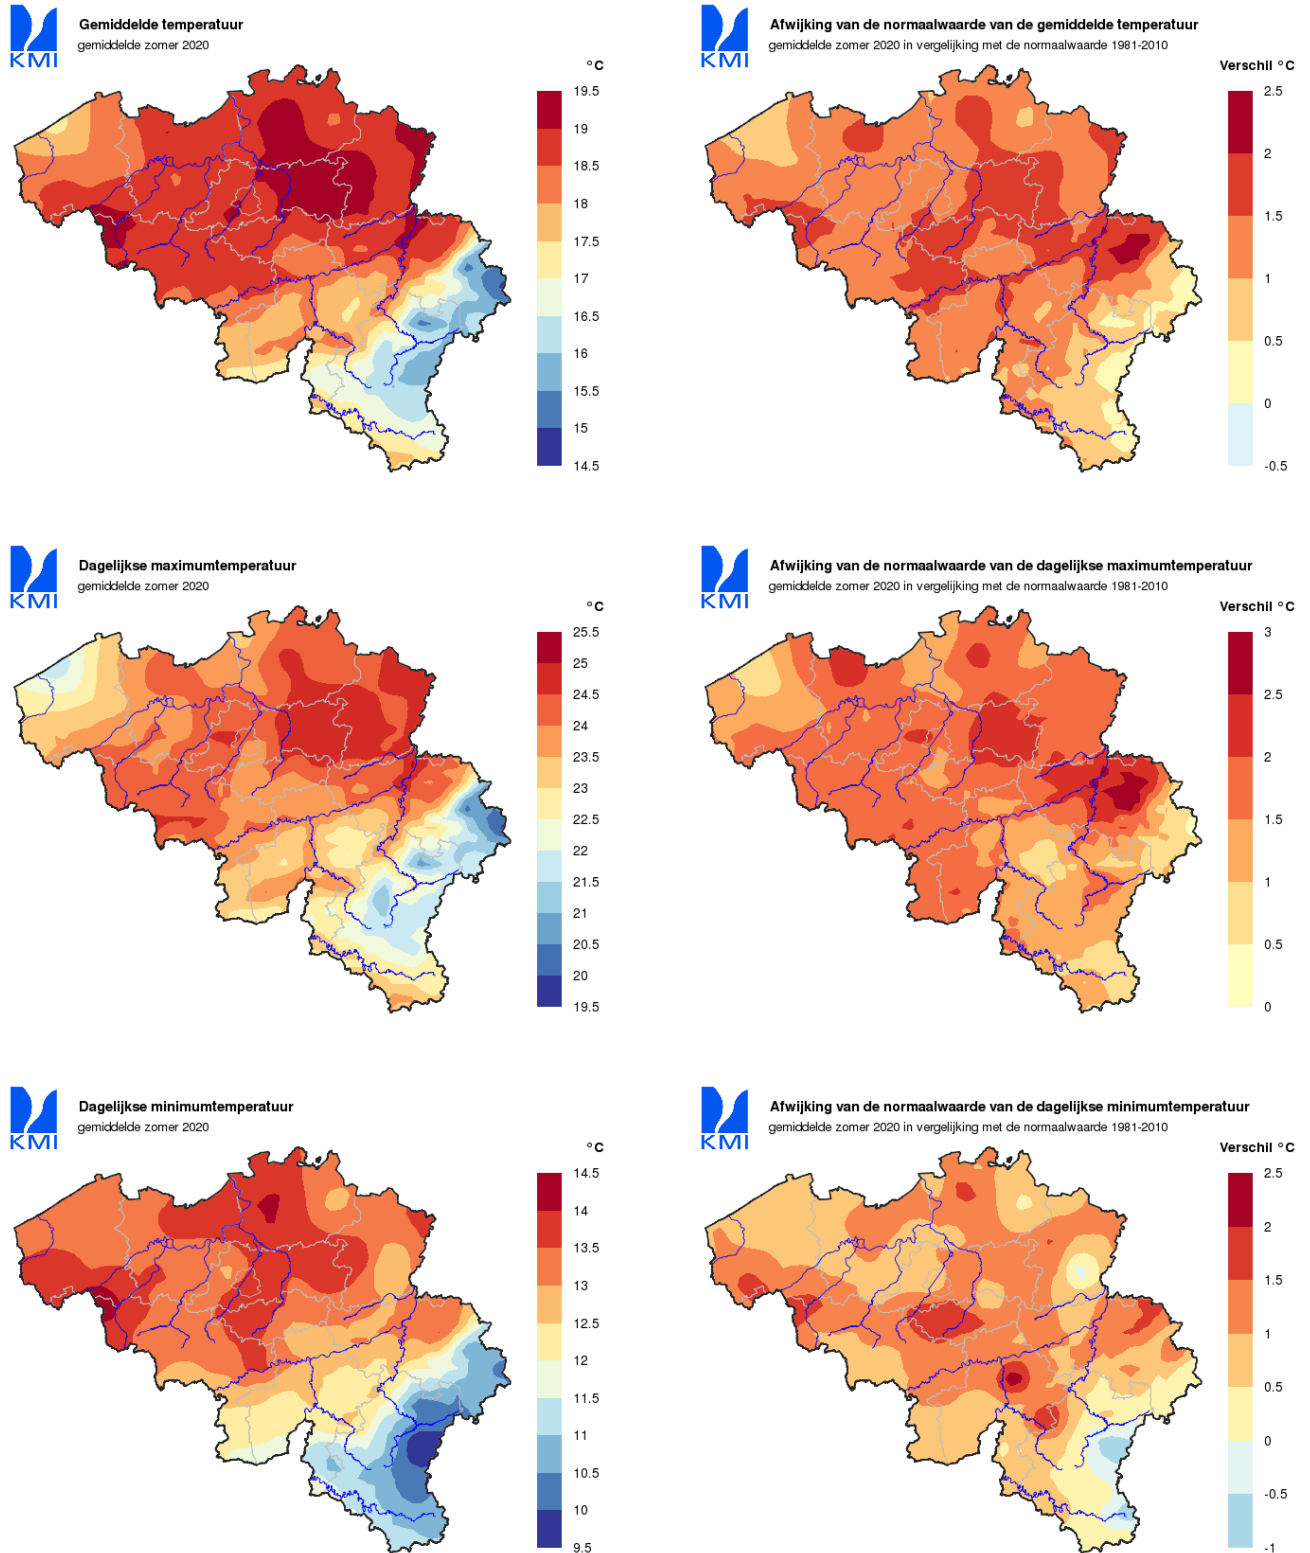 Gemiddelde temperatuur
gemiddelde zomer 2020
KMI
°C
19.5
19
18.5
18
17.5
17
16.5
16
15.5
15
14.5
Afwijking van de normaalwaarde van de gemiddelde temperatuur
gemiddelde zomer 2020 in vergelijking met de normaalwaarde 1981-2010
KMI
Verschil °C
2.5
2
1.5
1
0.5
0
-0.5
Dagelijkse maximumtemperatuur
gemiddelde zomer 2020
KMI
°C
25.5
25
24.5
24
23.5
23
22.5
22
21.5
21
20.5
20
19.5
Afwijking van de normaalwaarde van de dagelijkse maximumtemperatuur
gemiddelde zomer 2020 in vergelijking met de normaalwaarde 1981-2010
KMI
Verschil °C
3
2.5
2
1.5
1
0.5
0
Dagelijkse minimumtemperatuur
gemiddelde zomer 2020
KMI
°C
14.5
14
13.5
13
12.5
12
11.5
11
10.5
10
9.5
Afwijking van de normaalwaarde van de dagelijkse minimumtemperatuur
gemiddelde zomer 2020 in vergelijking met de normaalwaarde 1981-2010
KMI
Verschil °C
2.5
2
1.5
1
0.5
0
-0.5
-1